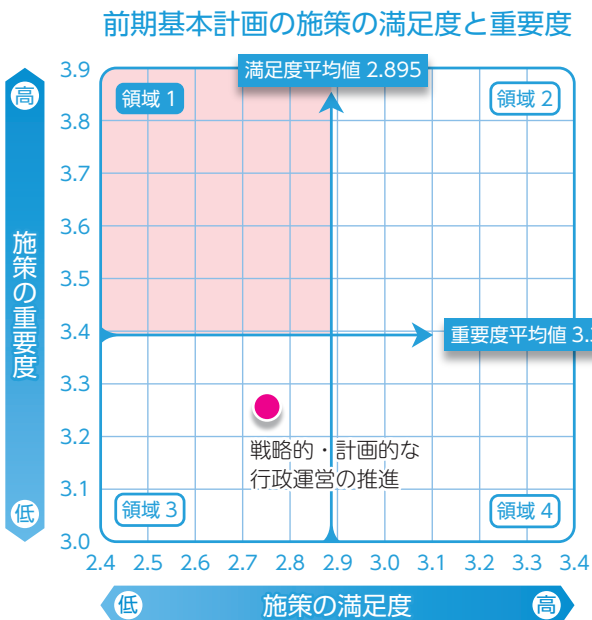 前期基本計画の施策の満足度と重要度
満足度平均値 2.895
高
領域 1
領域 2
3.9
3.8
3.7
3.6
3.5
3.4
3.3
3.2
3.1
3.0
施策の重要度
重要度平均値 3.
戦略的・計画的な
行政運営の推進
領域 3
領域 4
低
2.4 2.5 2.6 2.7 2.8 2.9 3.0 3.1 3.2 3.3 3.4
低 施策の満足度 高